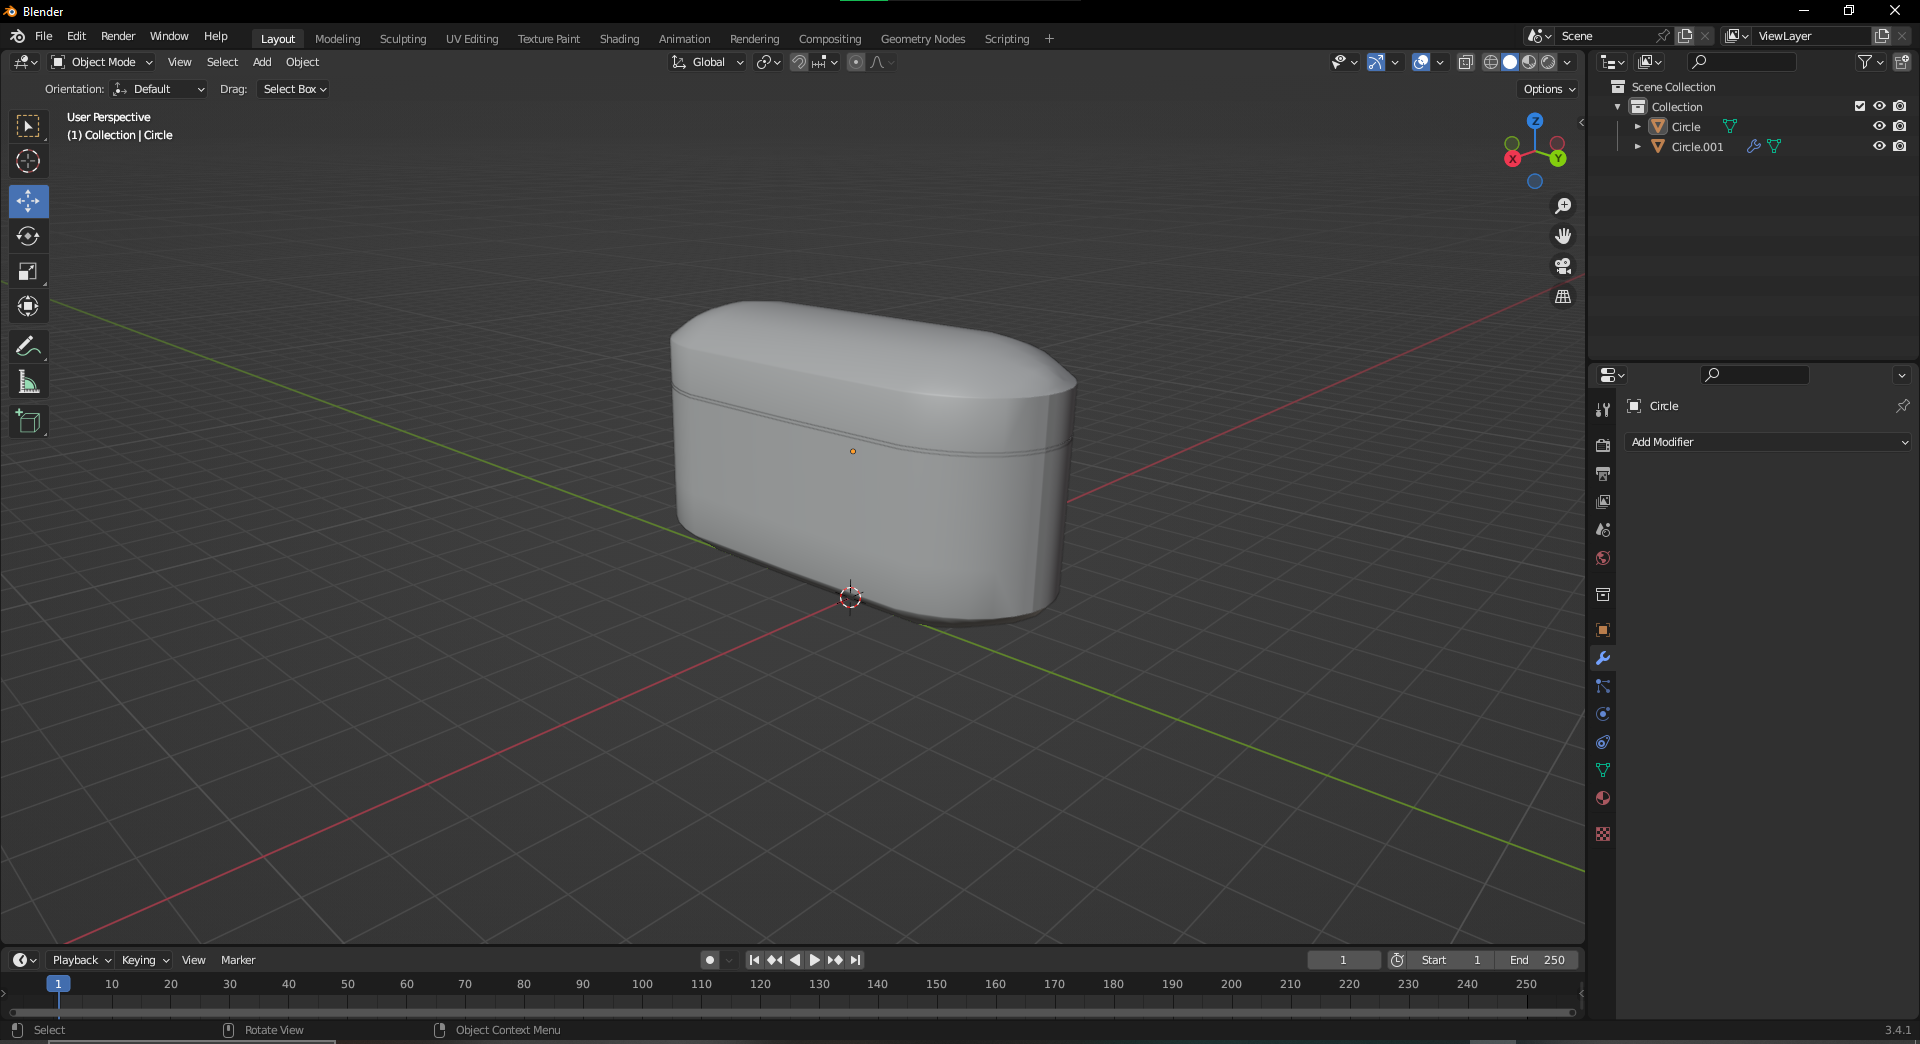 Blender
File Edit Render Window Help Layout Modeling Sculpting UV Editing Texture Paint Shading Animation Rendering Compositing Geometry Nodes Scripting + Scene ViewLayer
Object Mode View Select Add Object Global
Orientation: Default Drag: Select Box Options
User Perspective
(1) Collection | Circle
Z
X Y
Scene Collection
Collection
Circle
Circle.001
Circle
Add Modifier
Playback Keying View Marker 1 Start 1 End 250
1 10 20 30 40 50 60 70 80 90 100 110 120 130 140 150 160 170 180 190 200 210 220 230 240 250
Select Rotate View Object Context Menu 3.4.1